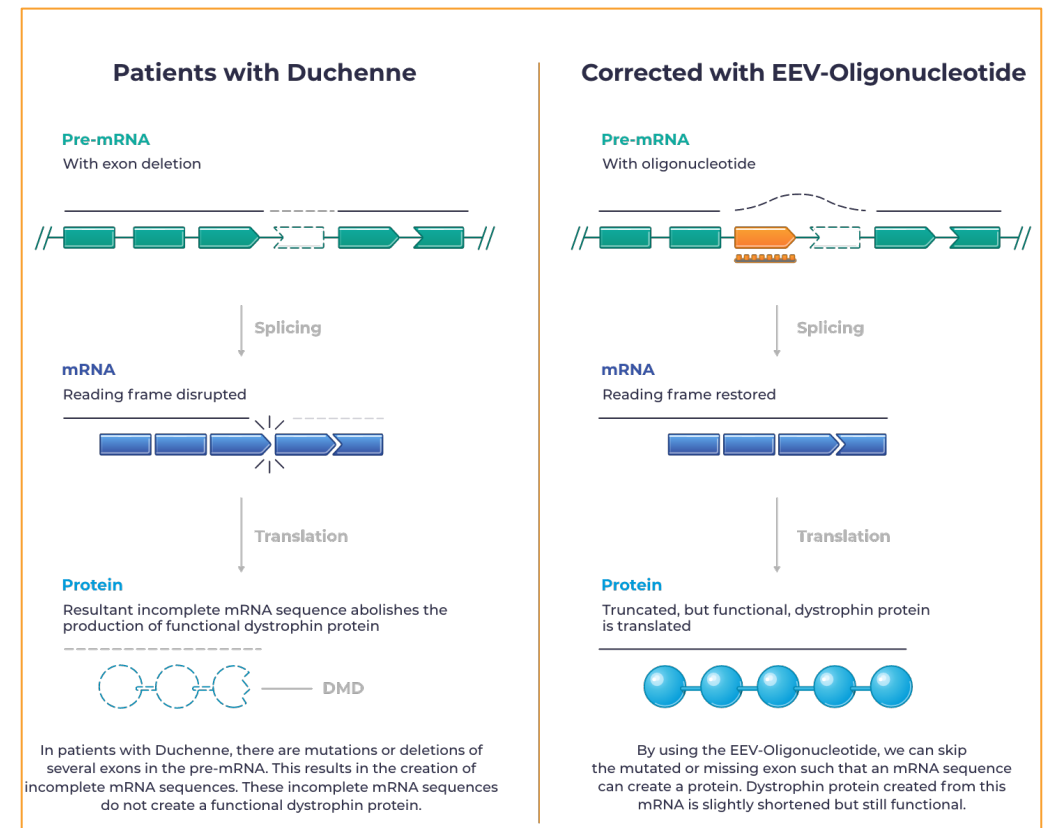 Patients with Duchenne
Pre-mRNA
With exon deletion
Splicing
mRNA
Reading frame disrupted
Translation
Protein
Resultant incomplete mRNA sequence abolishes the
production of functional dystrophin protein
DMD
In patients with Duchenne, there are mutations or deletions of
several exons in the pre-mRNA. This results in the creation of
incomplete mRNA sequences. These incomplete mRNA sequences
do not create a functional dystrophin protein.
Corrected with EEV-Oligonucleotide
Pre-mRNA
With oligonucleotide
Splicing
mRNA
Reading frame restored
Translation
Protein
Truncated, but functional, dystrophin protein
is translated
By using the EEV-Oligonucleotide, we can skip
the mutated or missing exon such that an mRNA sequence
can create a protein. Dystrophin protein created from this
mRNA is slightly shortened but still functional.